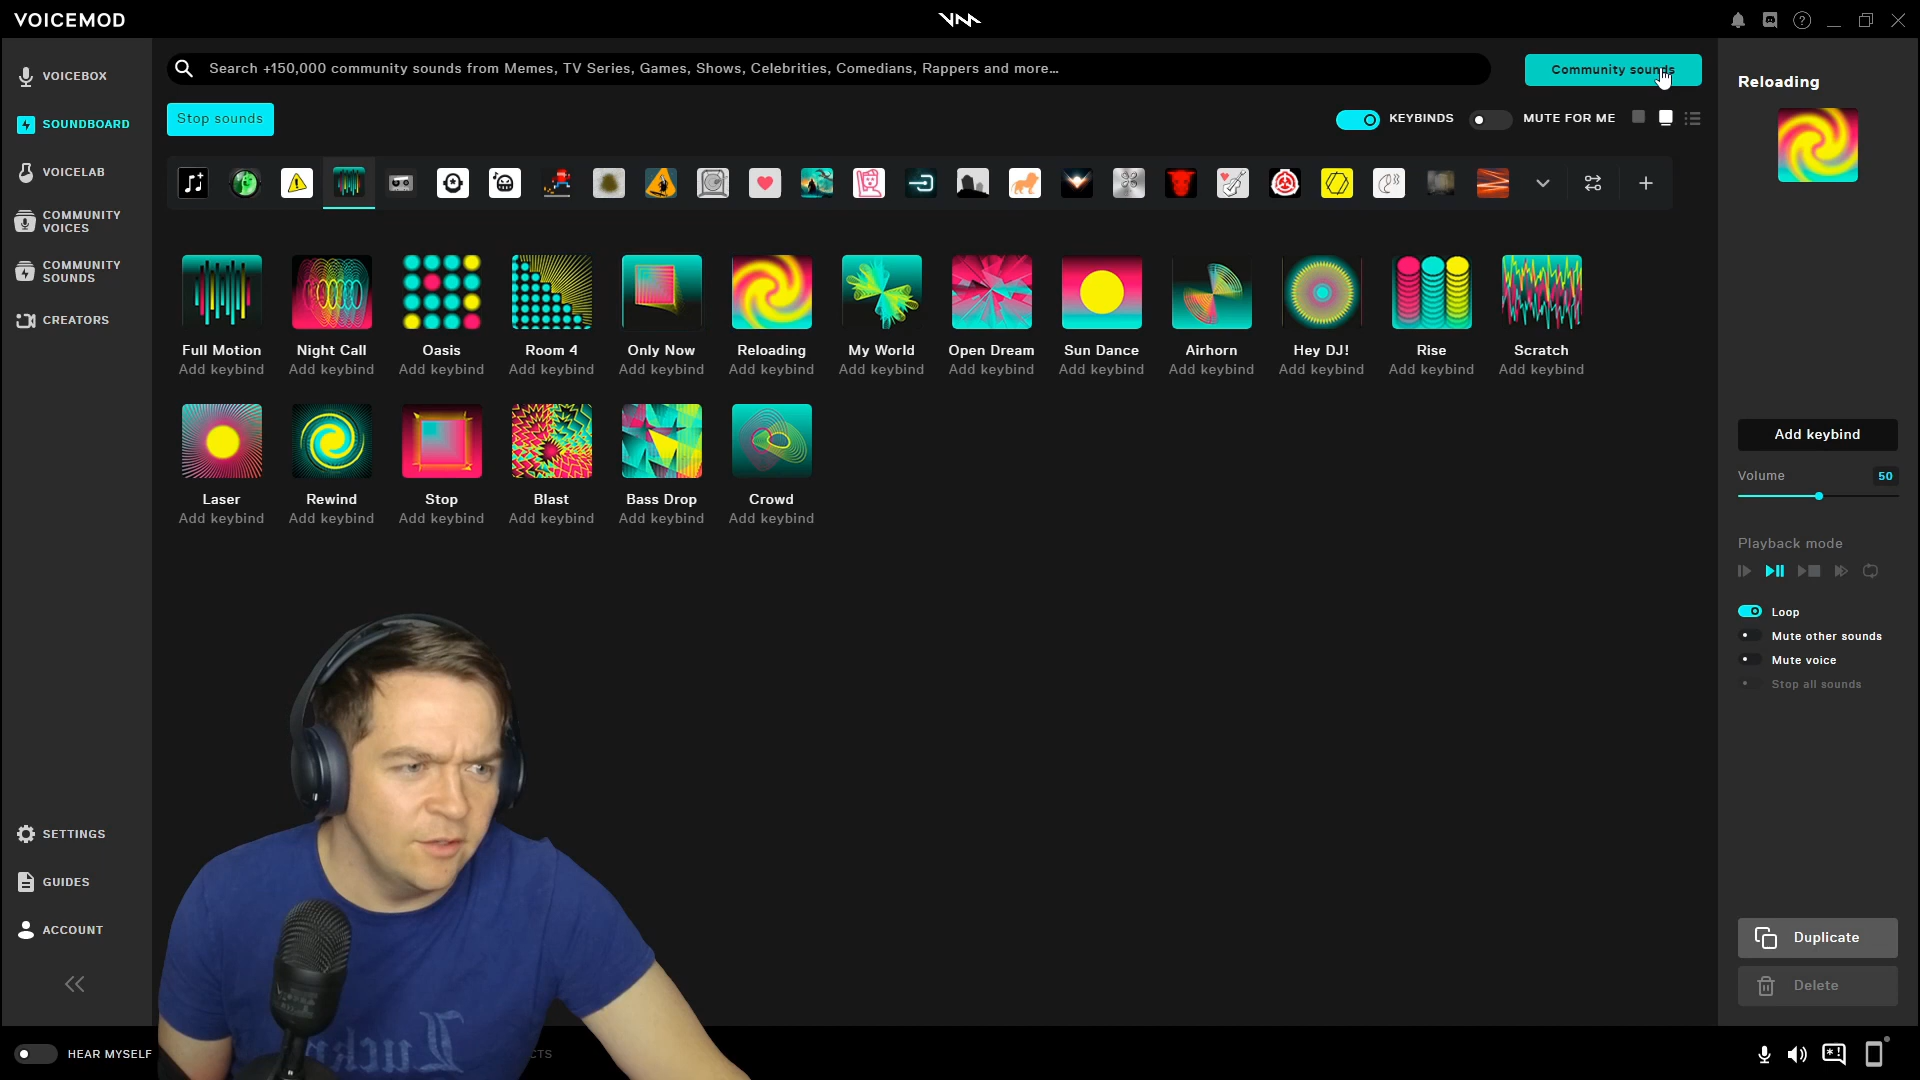 VOICEMOD
VOICEBOX
SOUNDBOARD
VOICELAB
COMMUNITY
VOICES
COMMUNITY
SOUNDS
CREATORS
SETTINGS
GUIDES
ACCOUNT
HEAR MYSELF
Search +150,000 community sounds from Memes, TV Series, Games, Shows, Celebrities, Comedians, Rappers and more...
Community sounds
Stop sounds
KEYBINDS
MUTE FOR ME
Full Motion
Add keybind
Night Call
Add keybind
Oasis
Add keybind
Room 4
Add keybind
Only Now
Add keybind
Reloading
Add keybind
My World
Add keybind
Open Dream
Add keybind
Sun Dance
Add keybind
Airhorn
Add keybind
Hey DJ!
Add keybind
Rise
Add keybind
Scratch
Add keybind
Laser
Add keybind
Rewind
Add keybind
Stop
Add keybind
Blast
Add keybind
Bass Drop
Add keybind
Crowd
Add keybind
CTS
Reloading
Add keybind
Volume
50
Playback mode
Loop
Mute other sounds
Mute voice
Stop all sounds
Duplicate
Delete